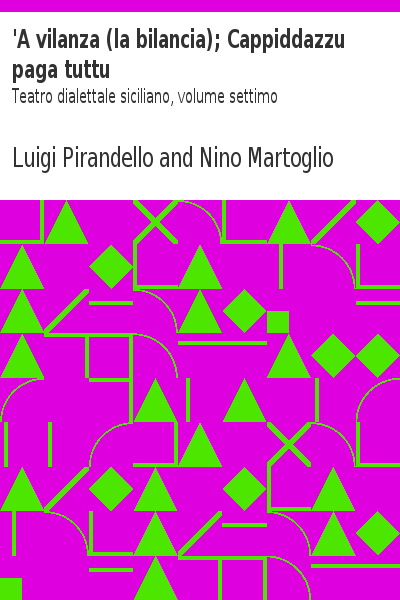 'A vilanza (la bilancia); Cappiddazzu
paga tuttu
Teatro dialettale siciliano, volume settimo
Luigi Pirandello and Nino Martoglio